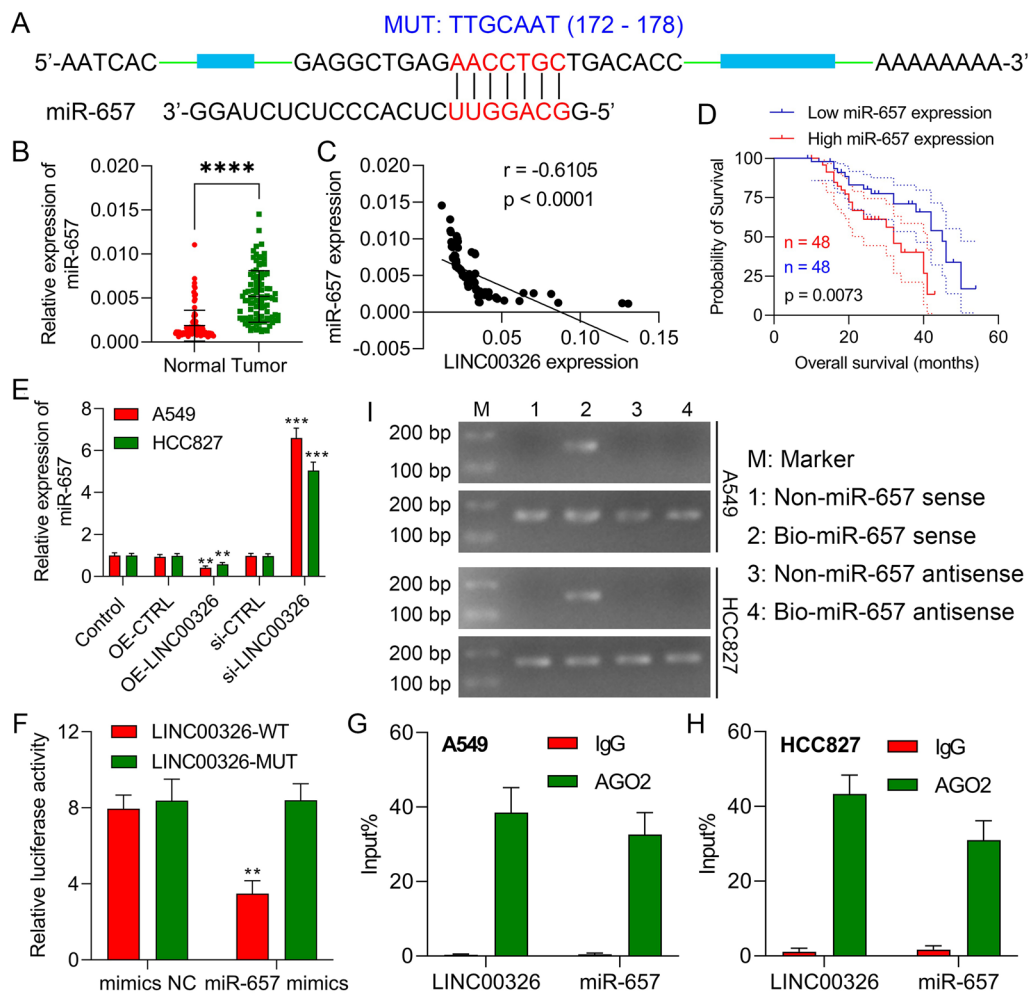 A
MUT: TTGCAAT (172 - 178)
5'-AATCAC GAGGCTGAGAACCTGCTGACACC AAAAAAAA-3'
miR-657 3'-GGAUCUCUCCCACUCUUGGACGG-5'
B
Relative expression of
miR-657
0.020
0.015
0.010
0.005
0.000
****
Normal Tumor
C
miR-657 expression
0.020
0.015
0.010
0.005
0.000
-0.005
r = -0.6105
p < 0.0001
0.05 0.10 0.15
LINC00326 expression
D
Low miR-657 expression
High miR-657 expression
Probability of Survival
100
75
50
25
0
n = 48
n = 48
p = 0.0073
0 20 40 60
Overall survival (months)
E
Relative expression of
miR-657
8
6
4
2
0
A549
HCC827
** **
*** ***
Control
OE-CTRL
OE-LINC00326
si-CTRL
si-LINC00326
I
M 1 2 3 4
200 bp
100 bp
200 bp
100 bp
A549
200 bp
100 bp
200 bp
100 bp
HCC827
M: Marker
1: Non-miR-657 sense
2: Bio-miR-657 sense
3: Non-miR-657 antisense
4: Bio-miR-657 antisense
F
Relative luciferase activity
12
8
4
0
LINC00326-WT
LINC00326-MUT
**
mimics NC miR-657 mimics
G
Input%
60
40
20
0
A549
IgG
AGO2
LINC00326 miR-657
H
Input%
60
40
20
0
HCC827
IgG
AGO2
LINC00326 miR-657